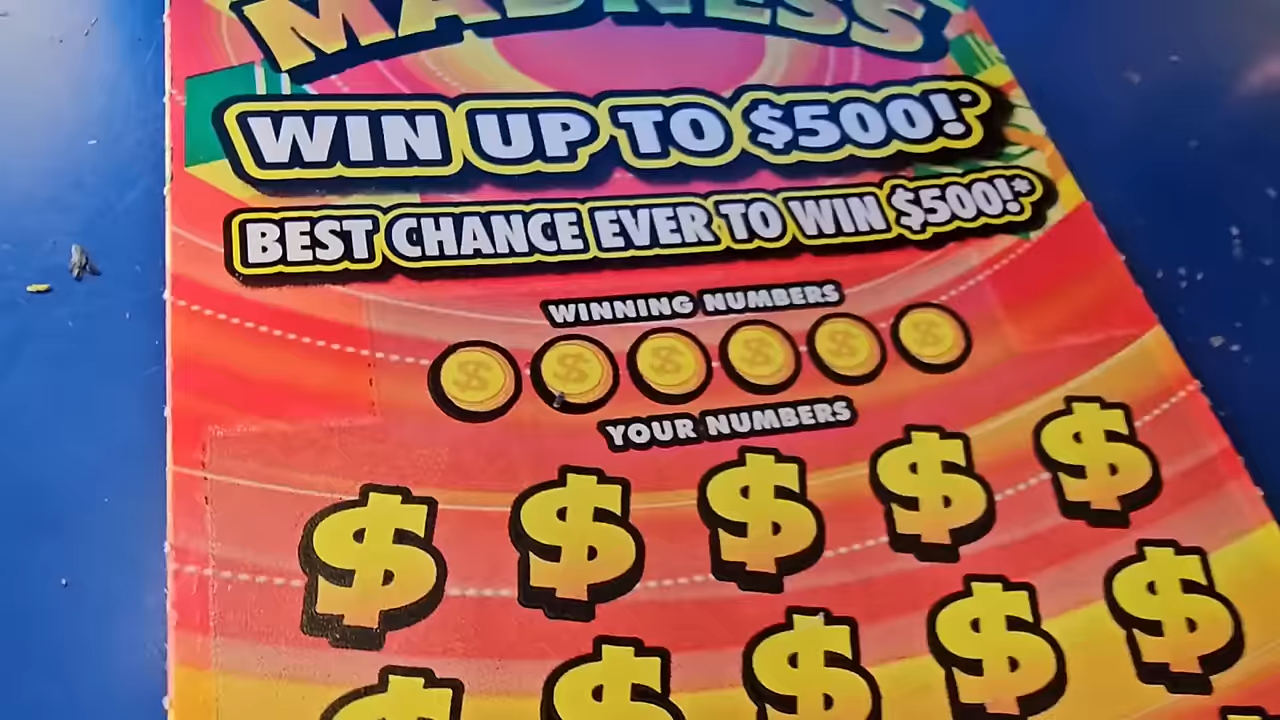 MADNESS
WIN UP TO $500!*
BEST CHANCE EVER TO WIN $500!*
WINNING NUMBERS
$ $ $ $ $ $
YOUR NUMBERS
$ $ $ $ $
$ $ $ $ $